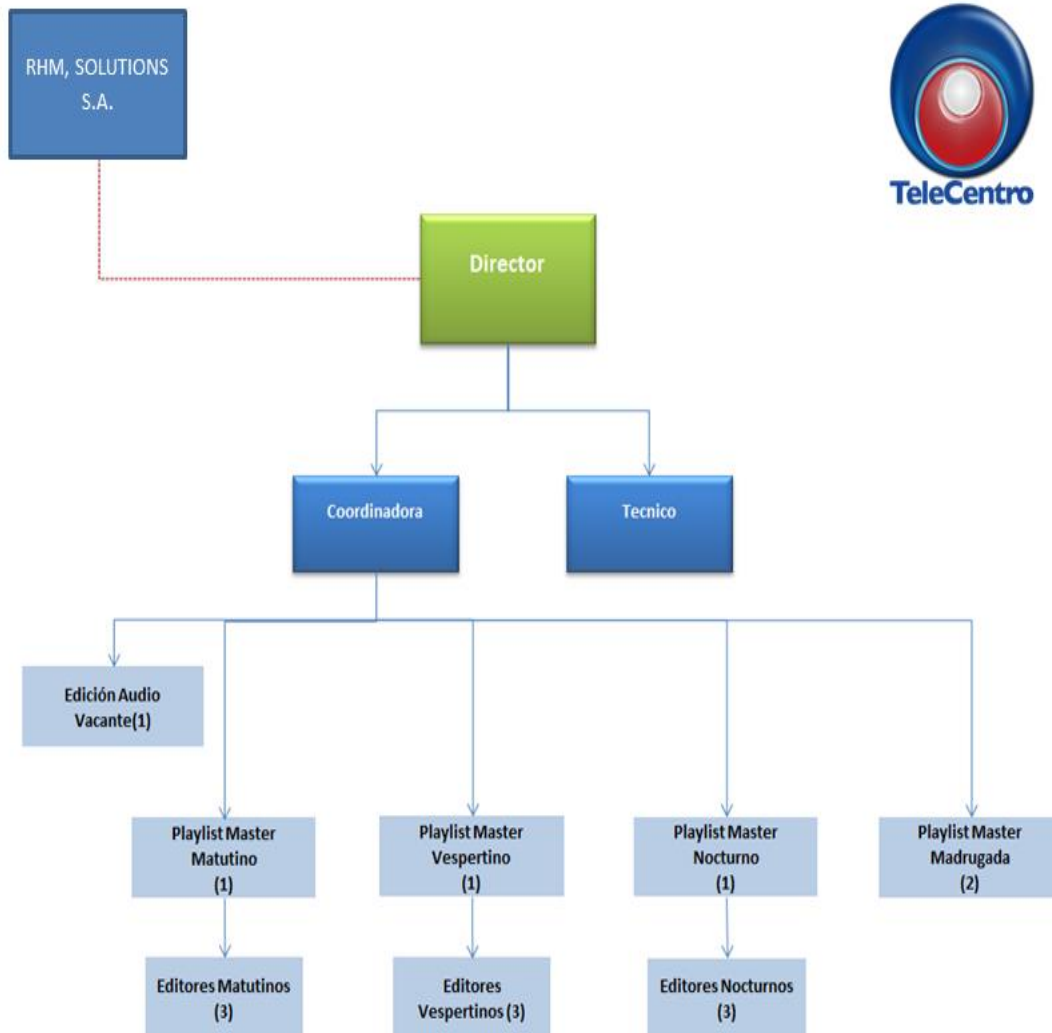 RHM, SOLUTIONS
S.A.
TeleCentro
Director
Coordinadora
Tecnico
Edición Audio
Vacante(1)
Playlist Master
Matutino
(1)
Playlist Master
Vespertino
(1)
Playlist Master
Nocturno
(1)
Playlist Master
Madrugada
(2)
Editores Matutinos
(3)
Editores
Vespertinos (3)
Editores Nocturnos
(3)